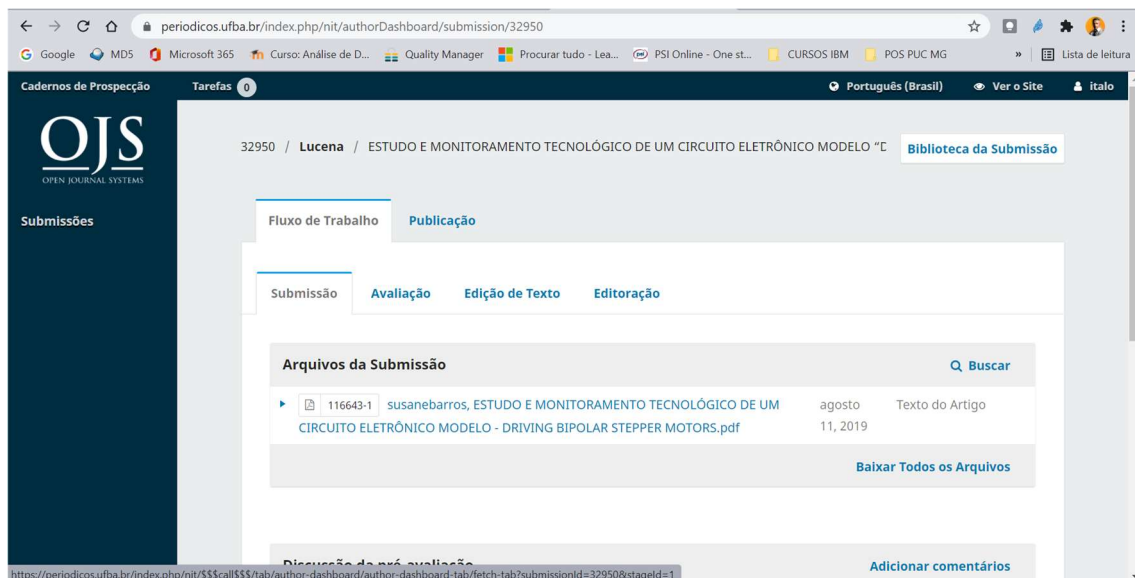 periodicos.ufba.br/index.php/nit/authorDashboard/submission/32950
Google MD5 Microsoft 365 Curso: Análise de D... Quality Manager Procurar tudo - Lea... PSI Online - One st... CURSOS IBM POS PUC MG » Lista de leitura
Cadernos de Prospecção Tarefas 0 Português (Brasil) Ver o Site italo
OJS
OPEN JOURNAL SYSTEMS
32950 / Lucena / ESTUDO E MONITORAMENTO TECNOLÓGICO DE UM CIRCUITO ELETRÔNICO MODELO “D Biblioteca da Submissão
Submissões
Fluxo de Trabalho Publicação
Submissão Avaliação Edição de Texto Editoração
Arquivos da Submissão Buscar
116643-1 susanebarros, ESTUDO E MONITORAMENTO TECNOLÓGICO DE UM agosto Texto do Artigo
CIRCUITO ELETRÔNICO MODELO - DRIVING BIPOLAR STEPPER MOTORS.pdf 11, 2019
Baixar Todos os Arquivos
Discussão da pré-avaliação Adicionar comentários
https://periodicos.ufba.br/index.php/nit/$$$call$$$/tab/author-dashboard/author-dashboard-tab/fetch-tab?submissionId=32950&stageId=1